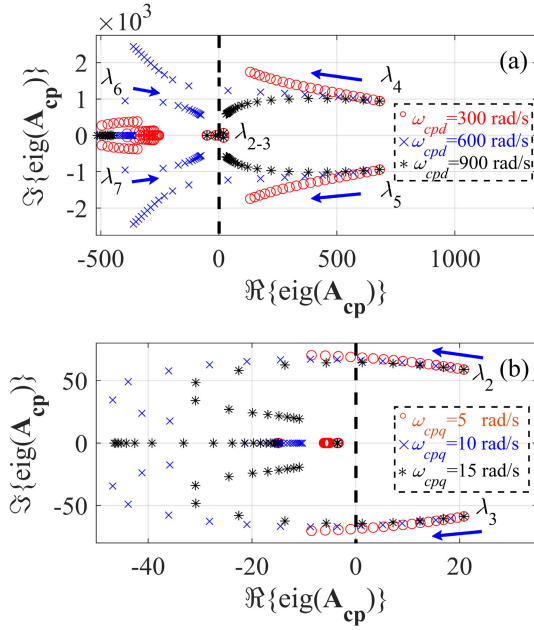 ×10³
(a)
λ₆
λ₄
2
1
λ₂₋₃
0
ω_cpd=300 rad/s
ω_cpd=600 rad/s
ω_cpd=900 rad/s
-1
λ₇
λ₅
-2
ℑ{eig(A_cp)}
-500 0 500 1000
ℜ{eig(A_cp)}
(b)
50
λ₂
0
ω_cpq=5 rad/s
ω_cpq=10 rad/s
ω_cpq=15 rad/s
-50
λ₃
ℑ{eig(A_cp)}
-40 -20 0 20
ℜ{eig(A_cp)}